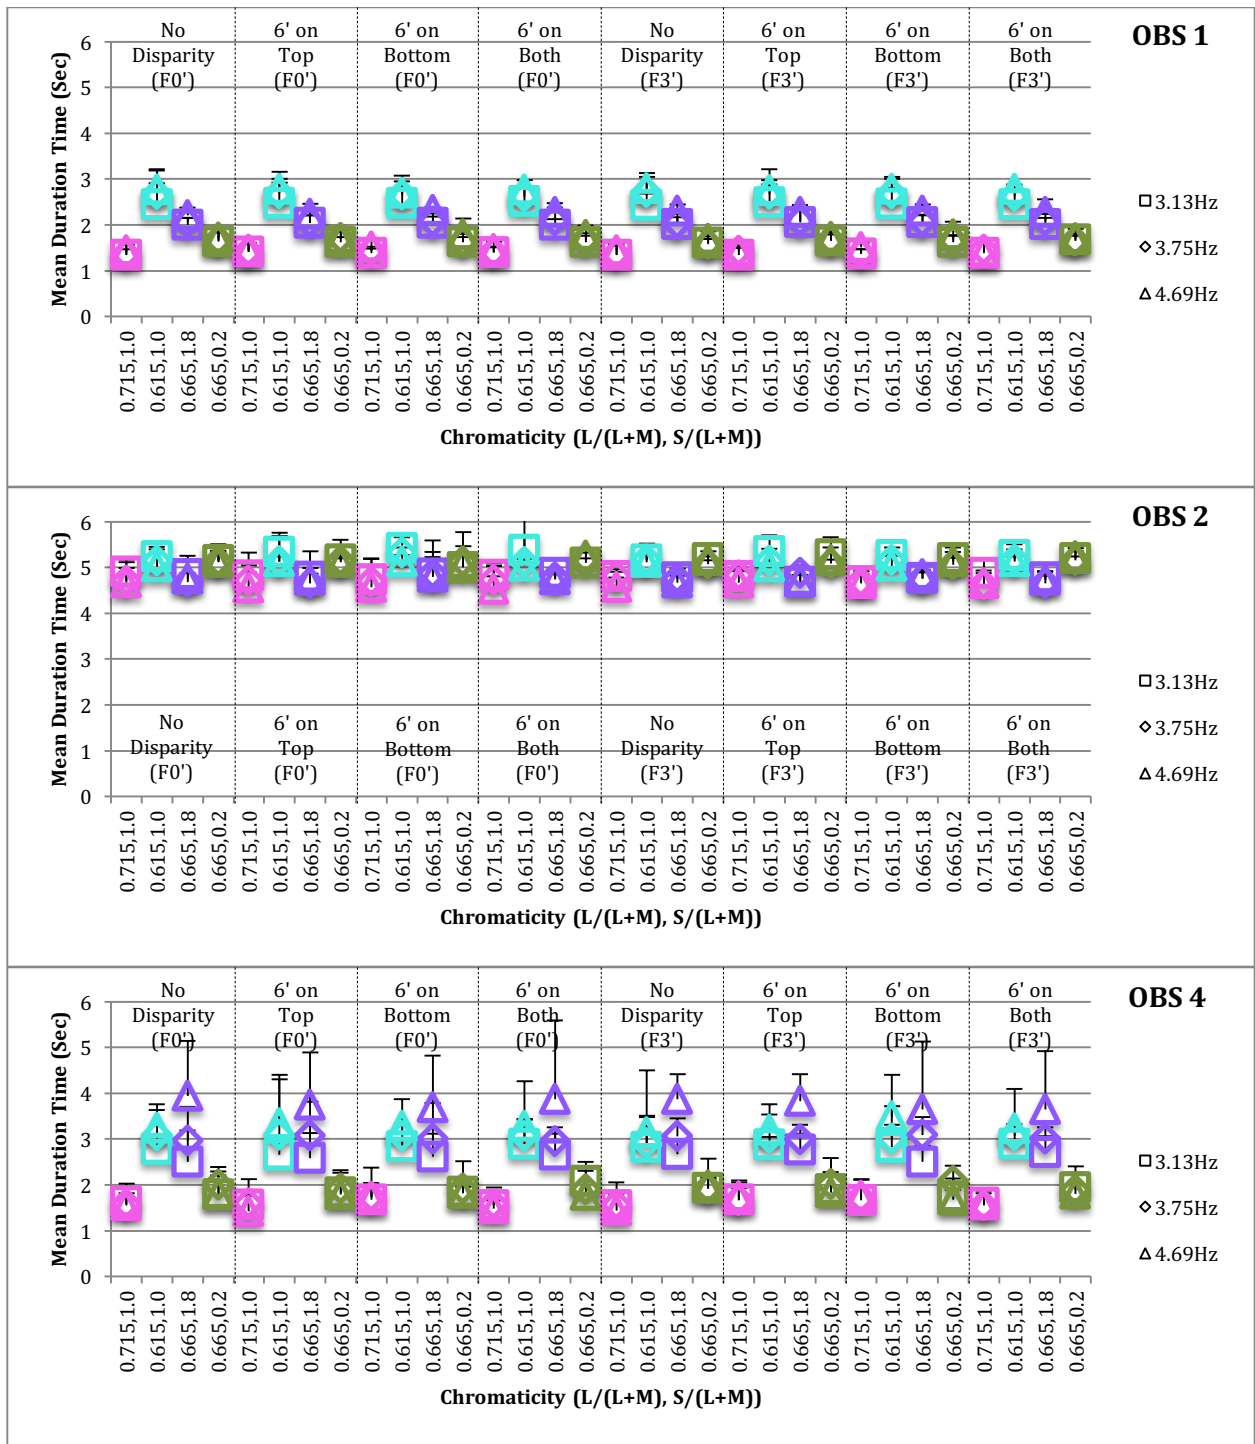 OBS 1
No Disparity (F0')
6' on Top (F0')
6' on Bottom (F0')
6' on Both (F0')
No Disparity (F3')
6' on Top (F3')
6' on Bottom (F3')
6' on Both (F3')
Mean Duration Time (Sec)
6
5
4
3
2
1
0
3.13Hz
3.75Hz
4.69Hz
0.715,1.0
0.615,1.0
0.665,1.8
0.665,0.2
0.715,1.0
0.615,1.0
0.665,1.8
0.665,0.2
0.715,1.0
0.615,1.0
0.665,1.8
0.665,0.2
0.715,1.0
0.615,1.0
0.665,1.8
0.665,0.2
0.715,1.0
0.615,1.0
0.665,1.8
0.665,0.2
0.715,1.0
0.615,1.0
0.665,1.8
0.665,0.2
0.715,1.0
0.615,1.0
0.665,1.8
0.665,0.2
0.715,1.0
0.615,1.0
0.665,1.8
0.665,0.2
Chromaticity (L/(L+M), S/(L+M))
OBS 2
Mean Duration Time (Sec)
6
5
4
3
2
1
0
No Disparity (F0')
6' on Top (F0')
6' on Bottom (F0')
6' on Both (F0')
No Disparity (F3')
6' on Top (F3')
6' on Bottom (F3')
6' on Both (F3')
3.13Hz
3.75Hz
4.69Hz
0.715,1.0
0.615,1.0
0.665,1.8
0.665,0.2
0.715,1.0
0.615,1.0
0.665,1.8
0.665,0.2
0.715,1.0
0.615,1.0
0.665,1.8
0.665,0.2
0.715,1.0
0.615,1.0
0.665,1.8
0.665,0.2
0.715,1.0
0.615,1.0
0.665,1.8
0.665,0.2
0.715,1.0
0.615,1.0
0.665,1.8
0.665,0.2
0.715,1.0
0.615,1.0
0.665,1.8
0.665,0.2
0.715,1.0
0.615,1.0
0.665,1.8
0.665,0.2
Chromaticity (L/(L+M), S/(L+M))
OBS 4
No Disparity (F0')
6' on Top (F0')
6' on Bottom (F0')
6' on Both (F0')
No Disparity (F3')
6' on Top (F3')
6' on Bottom (F3')
6' on Both (F3')
Mean Duration Time (Sec)
6
5
4
3
2
1
0
3.13Hz
3.75Hz
4.69Hz
0.715,1.0
0.615,1.0
0.665,1.8
0.665,0.2
0.715,1.0
0.615,1.0
0.665,1.8
0.665,0.2
0.715,1.0
0.615,1.0
0.665,1.8
0.665,0.2
0.715,1.0
0.615,1.0
0.665,1.8
0.665,0.2
0.715,1.0
0.615,1.0
0.665,1.8
0.665,0.2
0.715,1.0
0.615,1.0
0.665,1.8
0.665,0.2
0.715,1.0
0.615,1.0
0.665,1.8
0.665,0.2
0.715,1.0
0.615,1.0
0.665,1.8
0.665,0.2
Chromaticity (L/(L+M), S/(L+M))